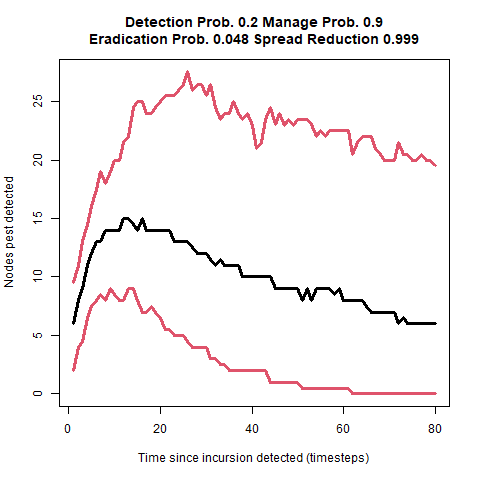 Detection Prob. 0.2 Manage Prob. 0.9
Eradication Prob. 0.048 Spread Reduction 0.999
Nodes pest detected
25
20
15
10
5
0
0 20 40 60 80
Time since incursion detected (timesteps)